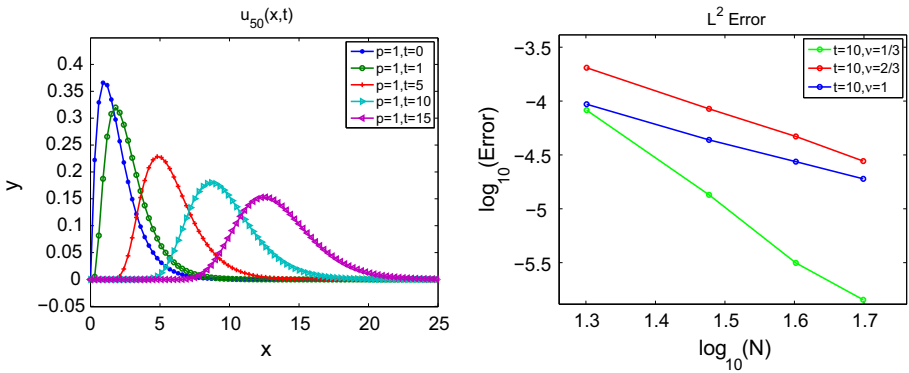 u50(x,t)
y
0.4
0.35
0.3
0.25
0.2
0.15
0.1
0.05
0
−0.05
0 5 10 15 20 25
x
p=1,t=0
p=1,t=1
p=1,t=5
p=1,t=10
p=1,t=15
L2 Error
log10(Error)
−3.5
−4
−4.5
−5
−5.5
1.3 1.4 1.5 1.6 1.7
log10(N)
t=10,ν=1/3
t=10,ν=2/3
t=10,ν=1